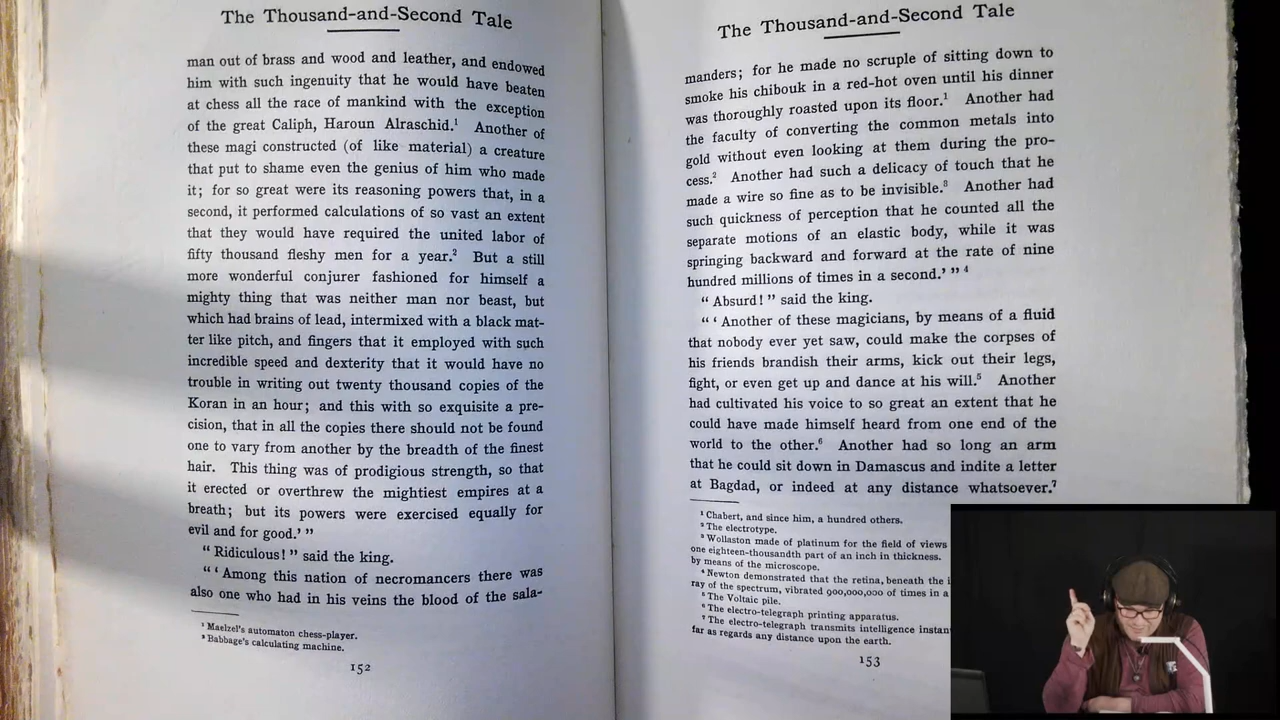 The Thousand-and-Second Tale
man out of brass and wood and leather, and endowed
him with such ingenuity that he would have beaten
at chess all the race of mankind with the exception
of the great Caliph, Haroun Alraschid.¹ Another of
these magi constructed (of like material) a creature
that put to shame even the genius of him who made
it; for so great were its reasoning powers that, in a
second, it performed calculations of so vast an extent
that they would have required the united labor of
fifty thousand fleshy men for a year.² But a still
more wonderful conjurer fashioned for himself a
mighty thing that was neither man nor beast, but
which had brains of lead, intermixed with a black mat-
ter like pitch, and fingers that it employed with such
incredible speed and dexterity that it would have no
trouble in writing out twenty thousand copies of the
Koran in an hour; and this with so exquisite a pre-
cision, that in all the copies there should not be found
one to vary from another by the breadth of the finest
hair. This thing was of prodigious strength, so that
it erected or overthrew the mightiest empires at a
breath; but its powers were exercised equally for
evil and for good.' ”
“ Ridiculous! ” said the king.
“ ‘ Among this nation of necromancers there was
also one who had in his veins the blood of the sala-
¹ Maelzel's automaton chess-player.
² Babbage's calculating machine.
152
The Thousand-and-Second Tale
manders; for he made no scruple of sitting down to
smoke his chibouk in a red-hot oven until his dinner
was thoroughly roasted upon its floor.¹ Another had
the faculty of converting the common metals into
gold without even looking at them during the pro-
cess.² Another had such a delicacy of touch that he
made a wire so fine as to be invisible.³ Another had
such quickness of perception that he counted all the
separate motions of an elastic body, while it was
springing backward and forward at the rate of nine
hundred millions of times in a second.’ ” ⁴
“ Absurd! ” said the king.
“ ‘ Another of these magicians, by means of a fluid
that nobody ever yet saw, could make the corpses of
his friends brandish their arms, kick out their legs,
fight, or even get up and dance at his will.⁵ Another
had cultivated his voice to so great an extent that he
could have made himself heard from one end of the
world to the other.⁶ Another had so long an arm
that he could sit down in Damascus and indite a letter
at Bagdad, or indeed at any distance whatsoever.⁷
¹ Chabert, and since him, a hundred others.
² The electrotype.
³ Wollaston made of platinum for the field of views
one eighteen-thousandth part of an inch in thickness.
by means of the microscope.
⁴ Newton demonstrated that the retina, beneath the
ray of the spectrum, vibrated 900,000,000 of times in a
⁵ The Voltaic pile.
⁶ The electro-telegraph printing apparatus.
⁷ The electro-telegraph transmits intelligence
far as regards any distance upon the earth.
153